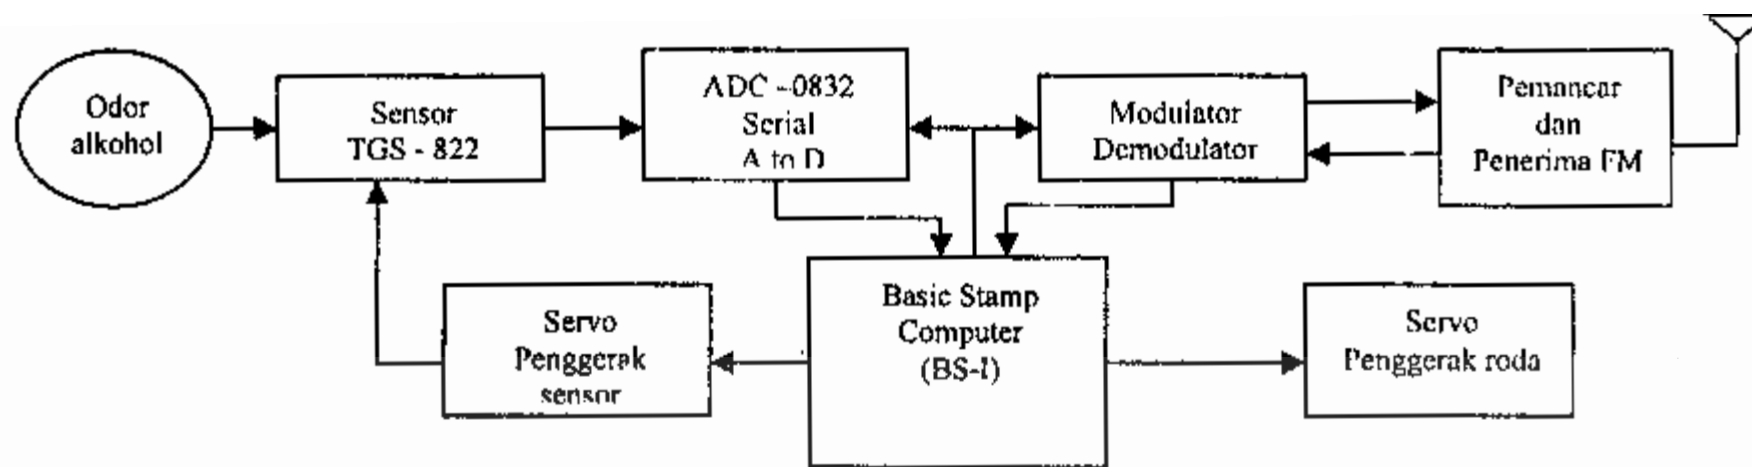 Odor
alkohol
Sensor
TGS - 822
ADC -0832
Serial
A to D
Modulator
Demodulator
Pemancar
dan
Penerima FM
Servo
Penggerak
sensor
Basic Stamp
Computer
(BS-I)
Servo
Penggerak roda